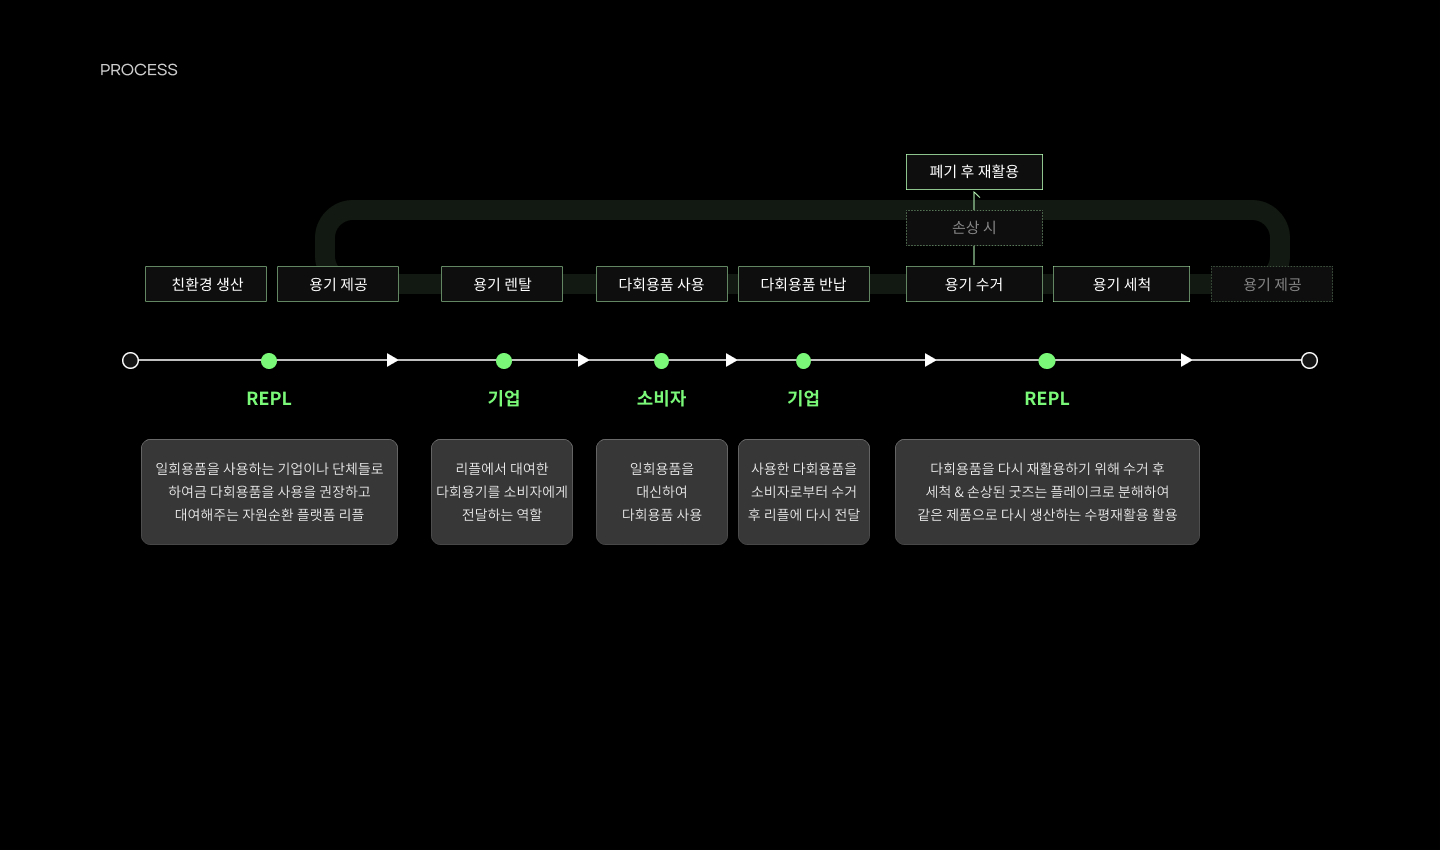 PROCESS
폐기 후 재활용
손상 시
친환경 생산
용기 제공
용기 렌탈
다회용품 사용
다회용품 반납
용기 수거
용기 세척
용기 제공
REPL
기업
소비자
기업
REPL
일회용품을 사용하는 기업이나 단체들로
하여금 다회용품을 사용을 권장하고
대여해주는 자원순환 플랫폼 리플
리플에서 대여한
다회용기를 소비자에게
전달하는 역할
일회용품을
대신하여
다회용품 사용
사용한 다회용품을
소비자로부터 수거
후 리플에 다시 전달
다회용품을 다시 재활용하기 위해 수거 후
세척 & 손상된 굿즈는 플레이크로 분해하여
같은 제품으로 다시 생산하는 수평재활용 활용